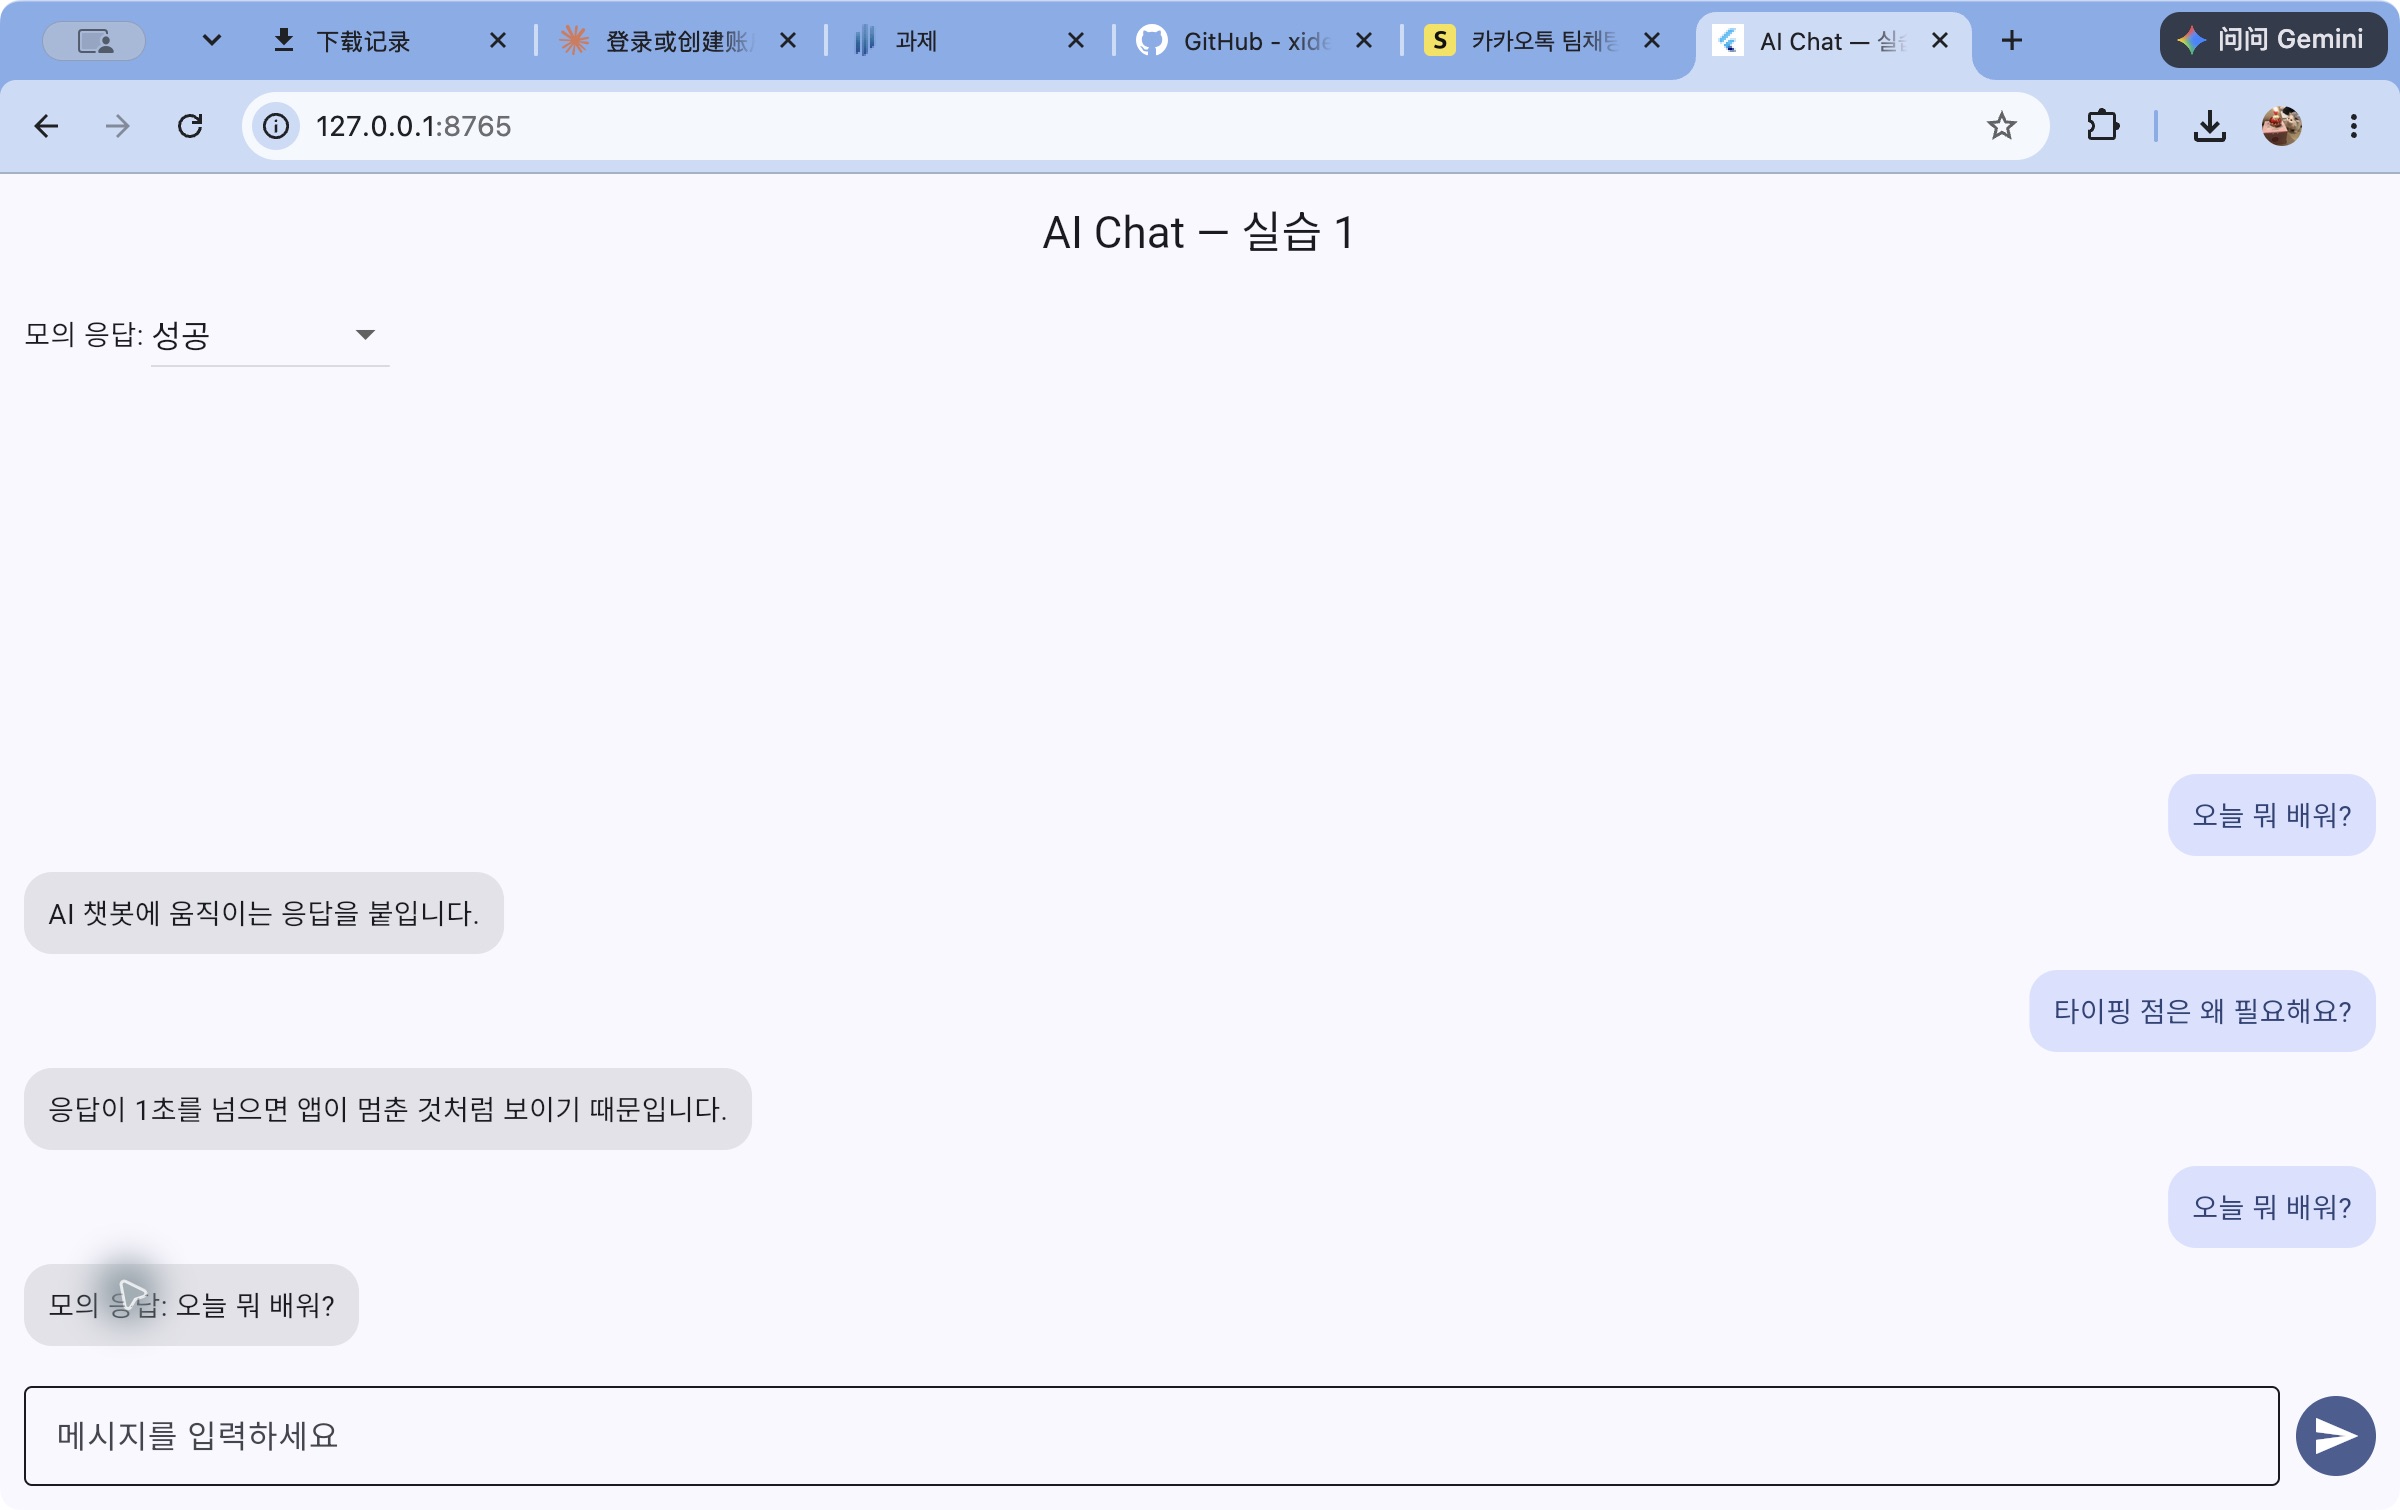 下载记录
登录或创建账
과제
GitHub - xide
카카오톡 팀채팅
AI Chat — 실습
问问 Gemini
127.0.0.1:8765
AI Chat — 실습 1
모의 응답: 성공
오늘 뭐 배워?
AI 챗봇에 움직이는 응답을 붙입니다.
타이핑 점은 왜 필요해요?
응답이 1초를 넘으면 앱이 멈춘 것처럼 보이기 때문입니다.
오늘 뭐 배워?
모의 응답: 오늘 뭐 배워?
메시지를 입력하세요